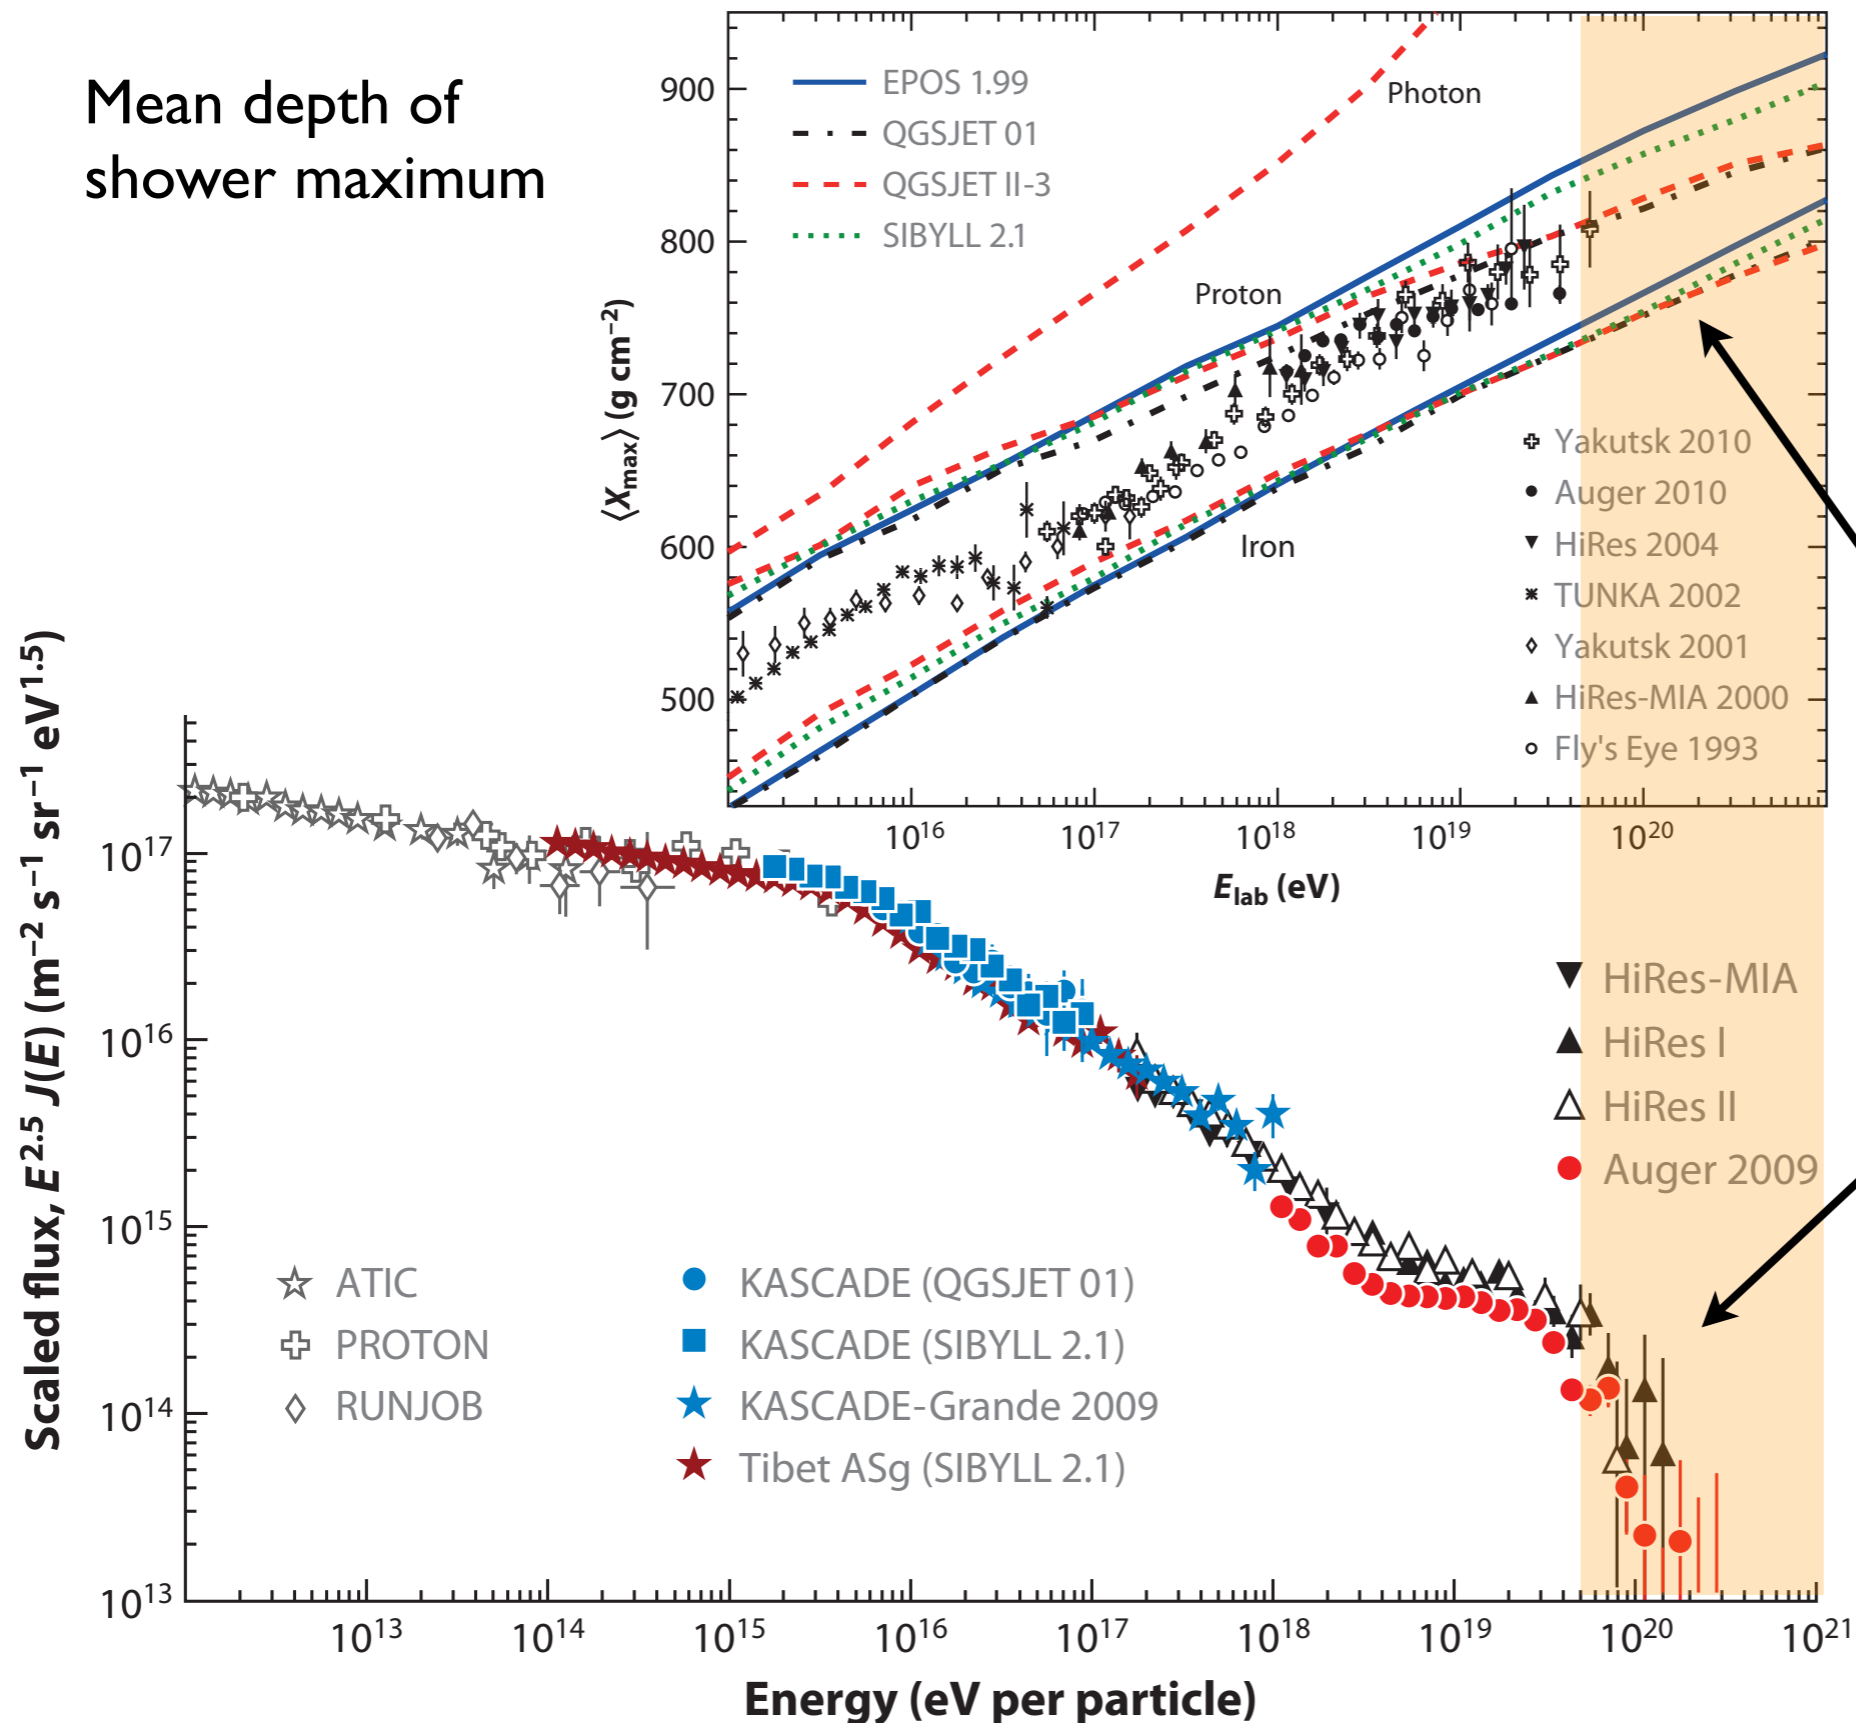 Mean depth of
shower maximum
EPOS 1.99
QGSJET 01
QGSJET II-3
SIBYLL 2.1
Photon
Proton
Iron
900
800
700
600
500
⟨X_max⟩ (g cm⁻²)
Yakutsk 2010
Auger 2010
HiRes 2004
TUNKA 2002
Yakutsk 2001
HiRes-MIA 2000
Fly's Eye 1993
10¹⁶ 10¹⁷ 10¹⁸ 10¹⁹ 10²⁰
E_lab (eV)
Scaled flux, E^2.5 J(E) (m⁻² s⁻¹ sr⁻¹ eV^1.5)
10¹⁷
10¹⁶
10¹⁵
10¹⁴
10¹³
HiRes-MIA
HiRes I
HiRes II
Auger 2009
ATIC
PROTON
RUNJOB
KASCADE (QGSJET 01)
KASCADE (SIBYLL 2.1)
KASCADE-Grande 2009
Tibet ASg (SIBYLL 2.1)
10¹³ 10¹⁴ 10¹⁵ 10¹⁶ 10¹⁷ 10¹⁸ 10¹⁹ 10²⁰ 10²¹
Energy (eV per particle)